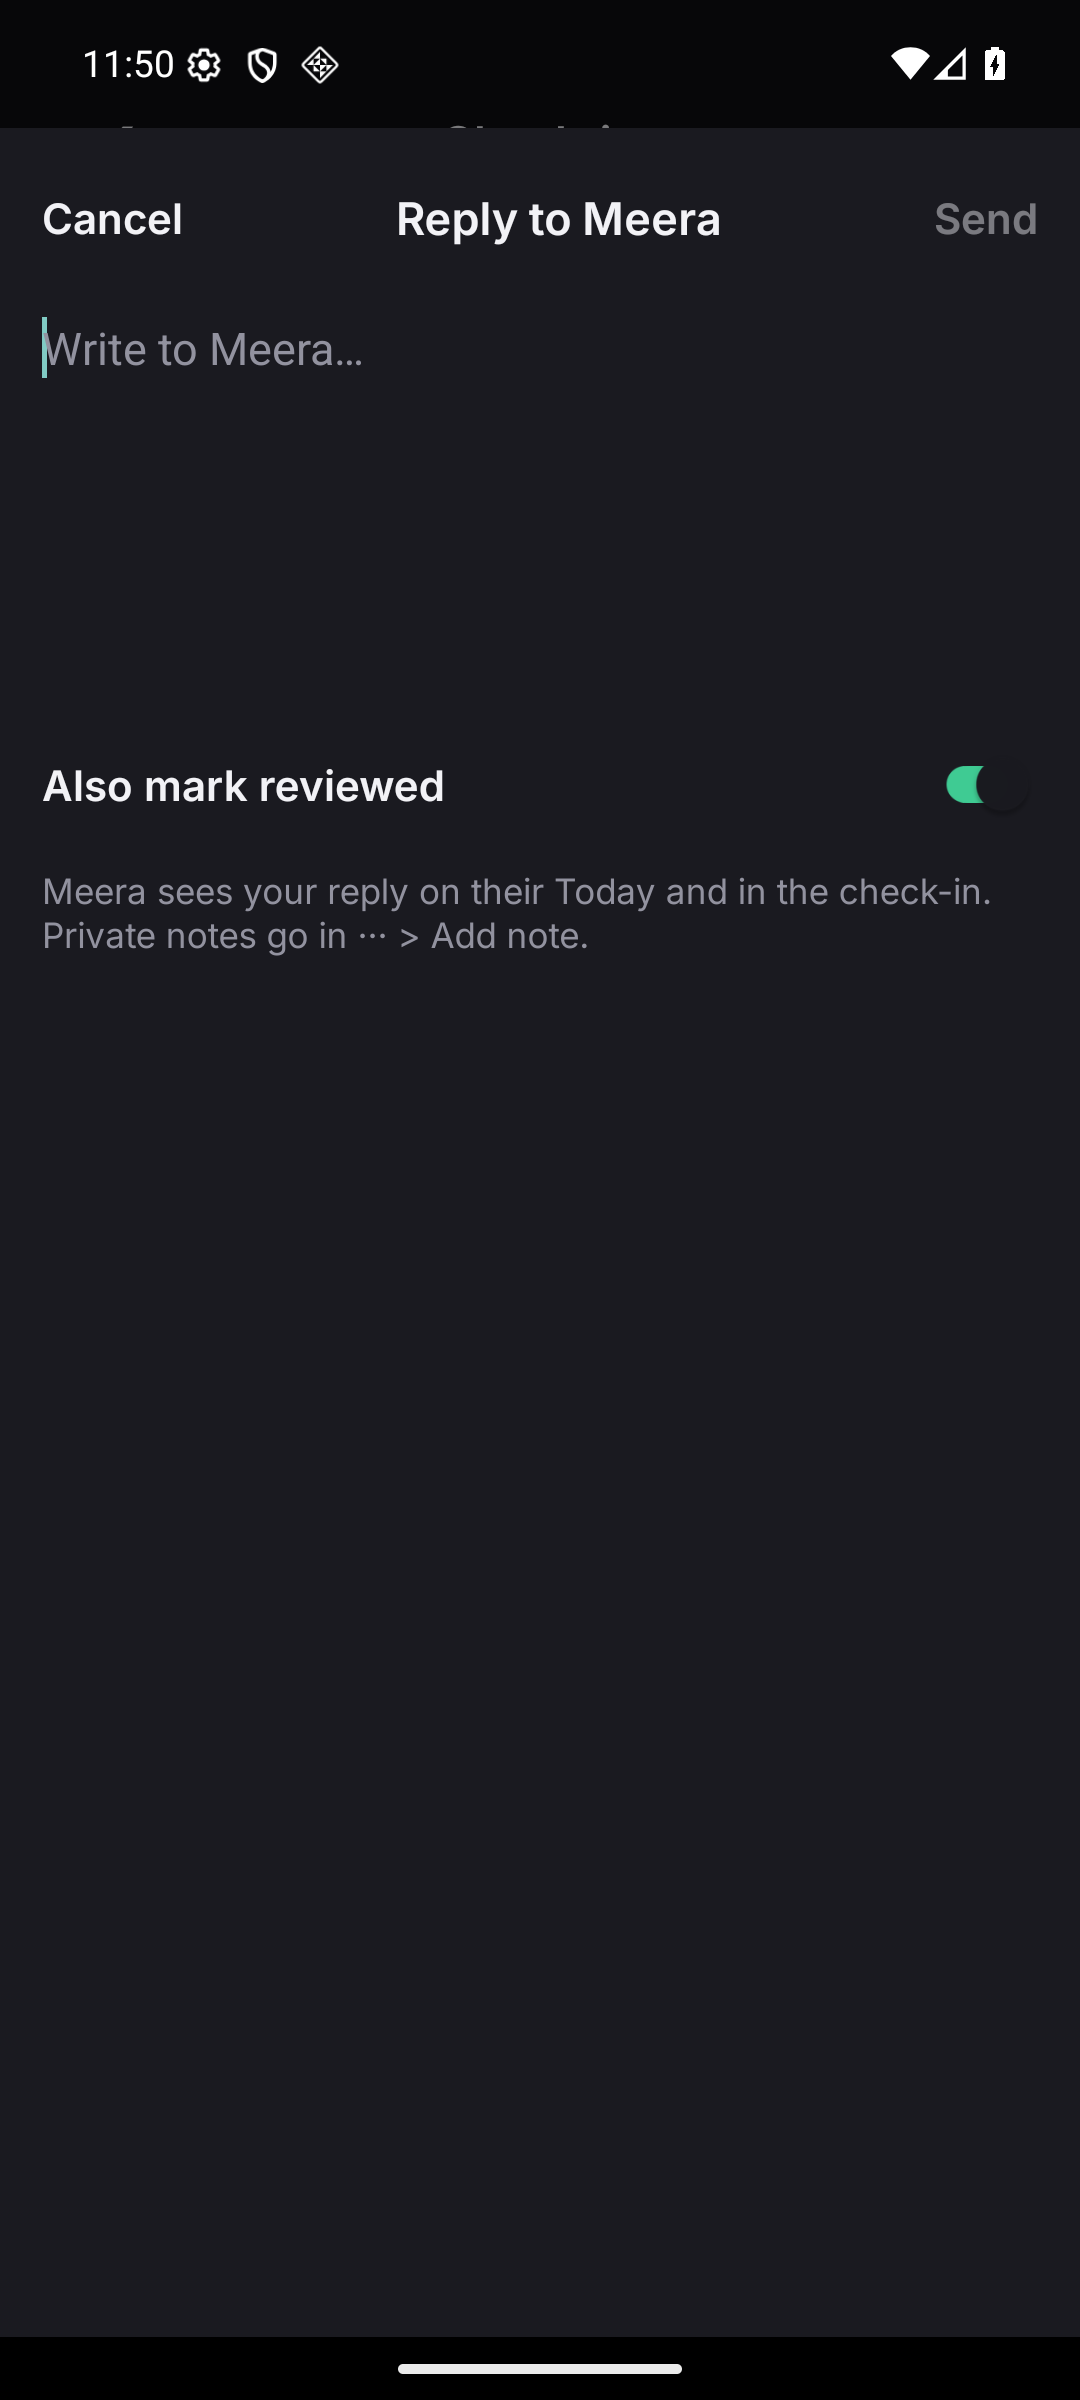 11:50
Cancel
Reply to Meera
Send
Write to Meera…
Also mark reviewed
Meera sees your reply on their Today and in the check-in.
Private notes go in ··· > Add note.